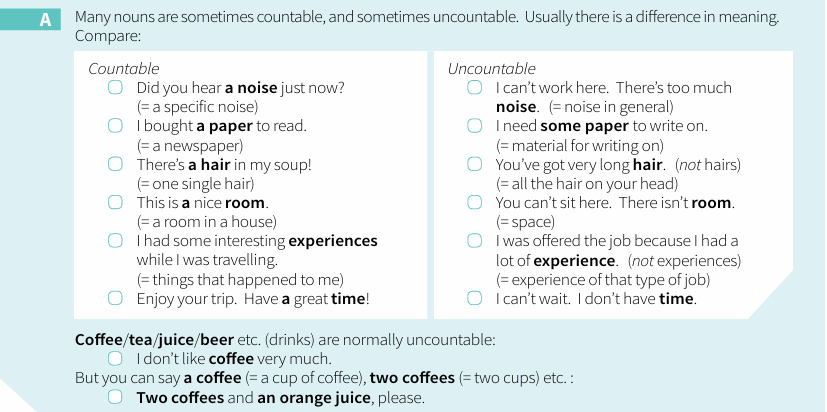 A
Many nouns are sometimes countable, and sometimes uncountable. Usually there is a difference in meaning.
Compare:
Countable
Did you hear a noise just now?
(= a specific noise)
I bought a paper to read.
(= a newspaper)
There's a hair in my soup!
(= one single hair)
This is a nice room.
(= a room in a house)
I had some interesting experiences
while I was travelling.
(= things that happened to me)
Enjoy your trip. Have a great time!
Uncountable
I can't work here. There's too much
noise. (= noise in general)
I need some paper to write on.
(= material for writing on)
You've got very long hair. (not hairs)
(= all the hair on your head)
You can't sit here. There isn't room.
(= space)
I was offered the job because I had a
lot of experience. (not experiences)
(= experience of that type of job)
I can't wait. I don't have time.
Coffee/tea/juice/beer etc. (drinks) are normally uncountable:
I don't like coffee very much.
But you can say a coffee (= a cup of coffee), two coffees (= two cups) etc. :
Two coffees and an orange juice, please.